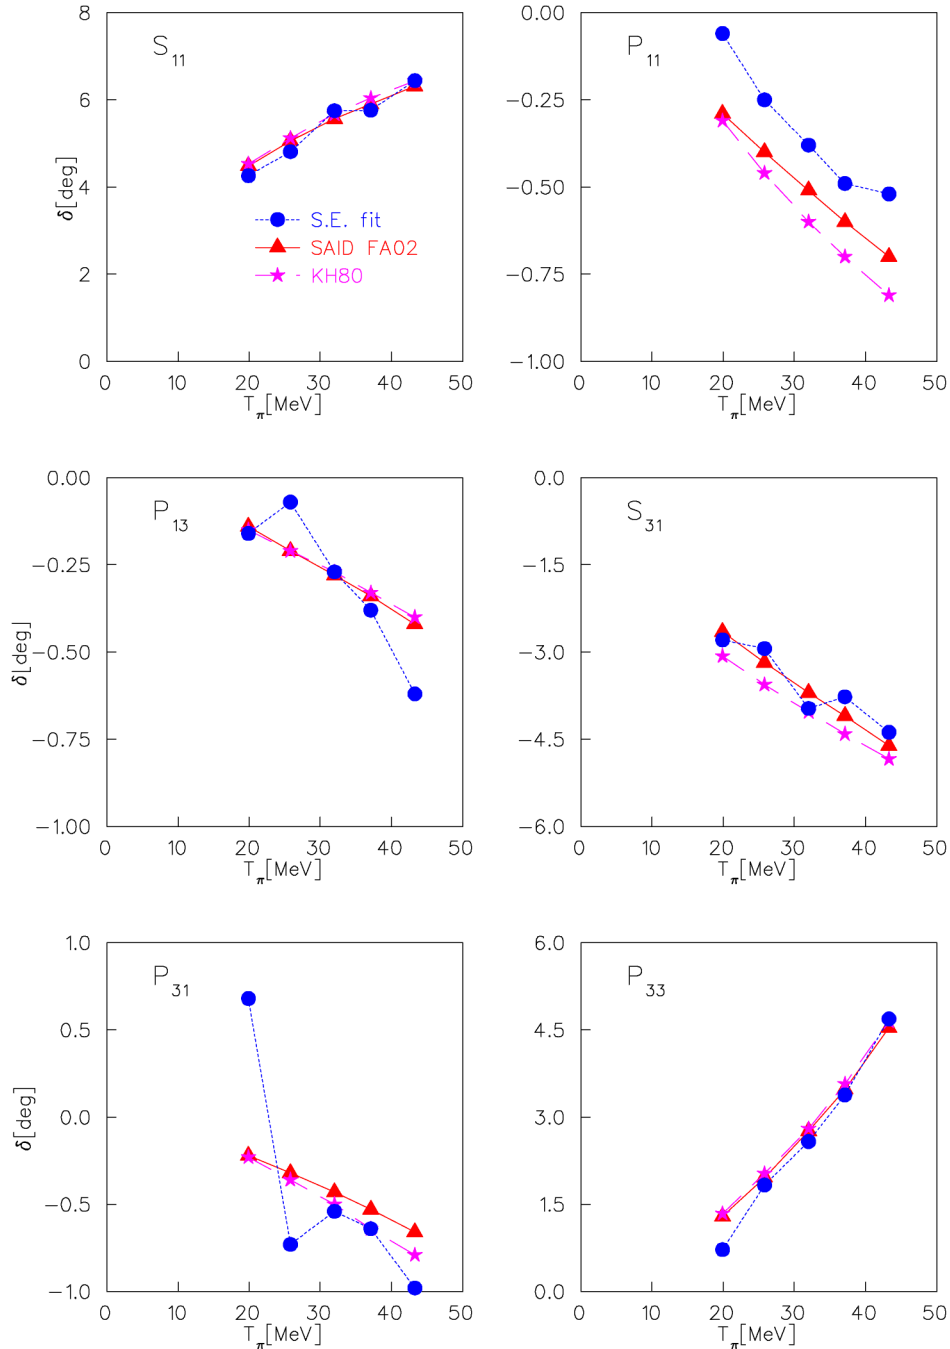 8
6
4
2
0
δ[deg]
S11
S.E. fit
SAID FA02
KH80
0 10 20 30 40 50
Tπ[MeV]
0.00
−0.25
−0.50
−0.75
−1.00
P11
0 10 20 30 40 50
Tπ[MeV]
0.00
−0.25
−0.50
−0.75
−1.00
δ[deg]
P13
0 10 20 30 40 50
Tπ[MeV]
0.0
−1.5
−3.0
−4.5
−6.0
S31
0 10 20 30 40 50
Tπ[MeV]
1.0
0.5
0.0
−0.5
−1.0
δ[deg]
P31
0 10 20 30 40 50
Tπ[MeV]
6.0
4.5
3.0
1.5
0.0
P33
0 10 20 30 40 50
Tπ[MeV]